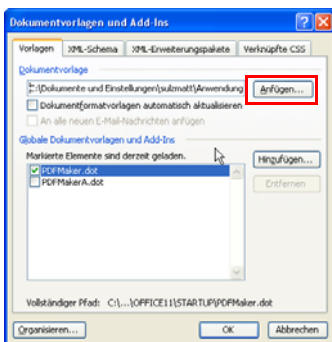 Dokumentvorlagen und Add-Ins
Vorlagen XML-Schema XML-Erweiterungspakete Verknüpfte CSS
Dokumentvorlage
:\Dokumente und Einstellungen\sulzmatt\Anwendung Anfügen...
Dokumentformatvorlagen automatisch aktualisieren
An alle neuen E-Mail-Nachrichten anfügen
Globale Dokumentvorlagen und Add-Ins
Markierte Elemente sind derzeit geladen.
PDFMaker.dot Hinzufügen...
PDFMakerA.dot Entfernen
Vollständiger Pfad: C:\...\OFFICE11\STARTUP\PDFMaker.dot
Organisieren... OK Abbrechen